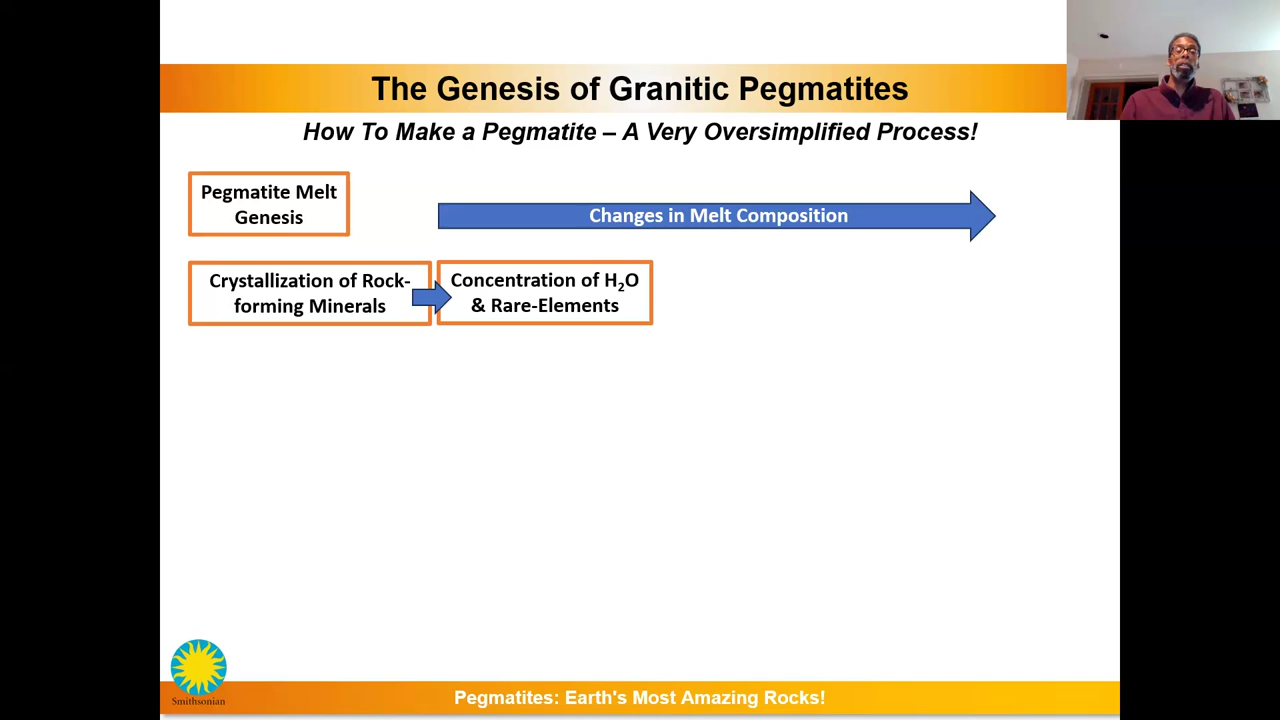 The Genesis of Granitic Pegmatites
How To Make a Pegmatite – A Very Oversimplified Process!
Pegmatite Melt
Genesis
Changes in Melt Composition
Crystallization of Rock-
forming Minerals
Concentration of H₂O
& Rare-Elements
Smithsonian
Pegmatites: Earth's Most Amazing Rocks!